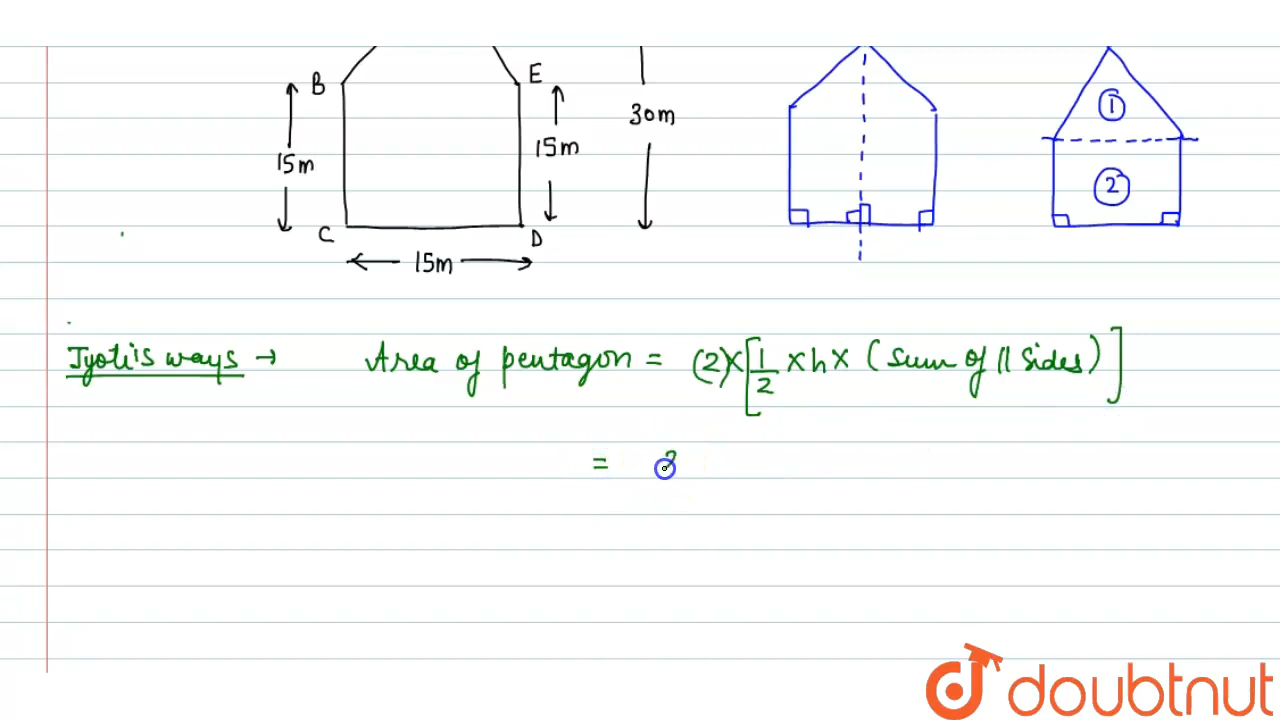 B
E
15m
15m
30m
C
D
15m
①
②
Jyoti's ways → Area of pentagon = (2)×[1/2 × h × (Sum of || Sides)]
=
doubtnut